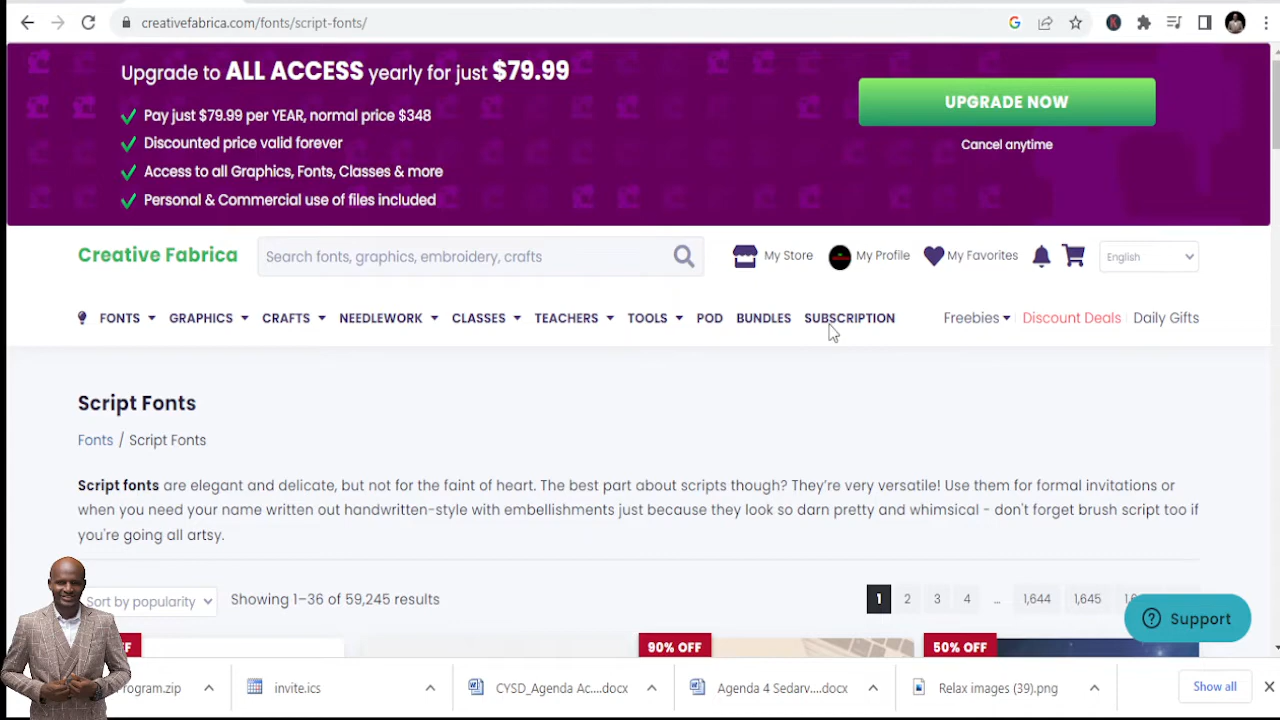 creativefabrica.com/fonts/script-fonts/
Upgrade to ALL ACCESS yearly for just $79.99
Pay just $79.99 per YEAR, normal price $348
Discounted price valid forever
Access to all Graphics, Fonts, Classes & more
Personal & Commercial use of files included
UPGRADE NOW
Cancel anytime
Creative Fabrica
Search fonts, graphics, embroidery, crafts
My Store
My Profile
My Favorites
English
FONTS GRAPHICS CRAFTS NEEDLEWORK CLASSES TEACHERS TOOLS POD BUNDLES SUBSCRIPTION
Freebies Discount Deals Daily Gifts
Script Fonts
Fonts / Script Fonts
Script fonts are elegant and delicate, but not for the faint of heart. The best part about scripts though? They're very versatile! Use them for formal invitations or
when you need your name written out handwritten-style with embellishments just because they look so darn pretty and whimsical - don't forget brush script too if
you're going all artsy.
Sort by popularity
Showing 1–36 of 59,245 results
1 2 3 4 ... 1,644 1,645
Support
90% OFF
50% OFF
invite.ics
CYSD_Agenda Ac....docx
Agenda 4 Sedarv....docx
Relax images (39).png
Show all